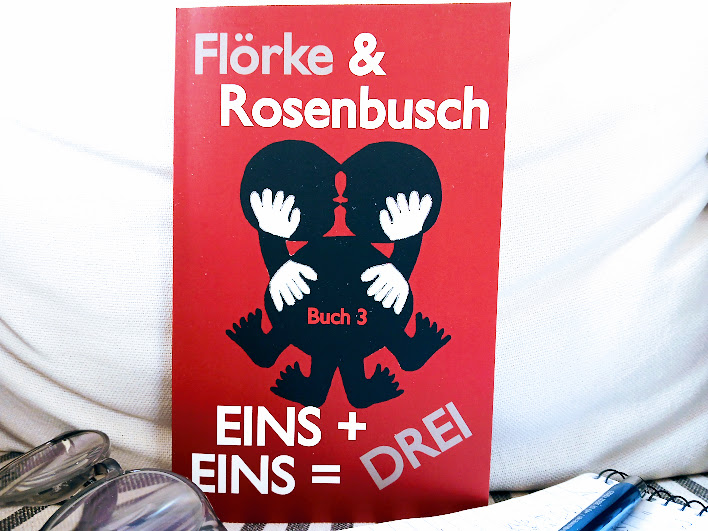 Flörke &
Rosenbusch
Buch 3
EINS +
EINS = DREI